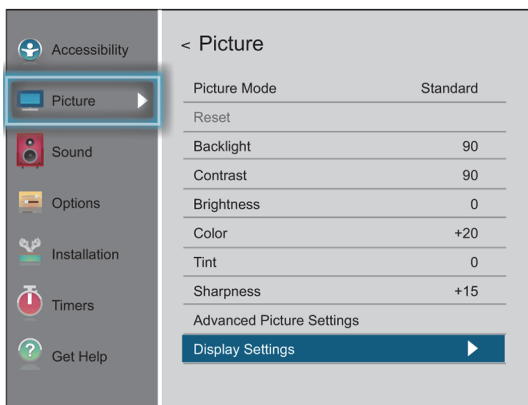 Accessibility
Picture
Sound
Options
Installation
Timers
? Get Help
< Picture
Picture Mode Standard
Reset
Backlight 90
Contrast 90
Brightness 0
Color +20
Tint 0
Sharpness +15
Advanced Picture Settings
Display Settings